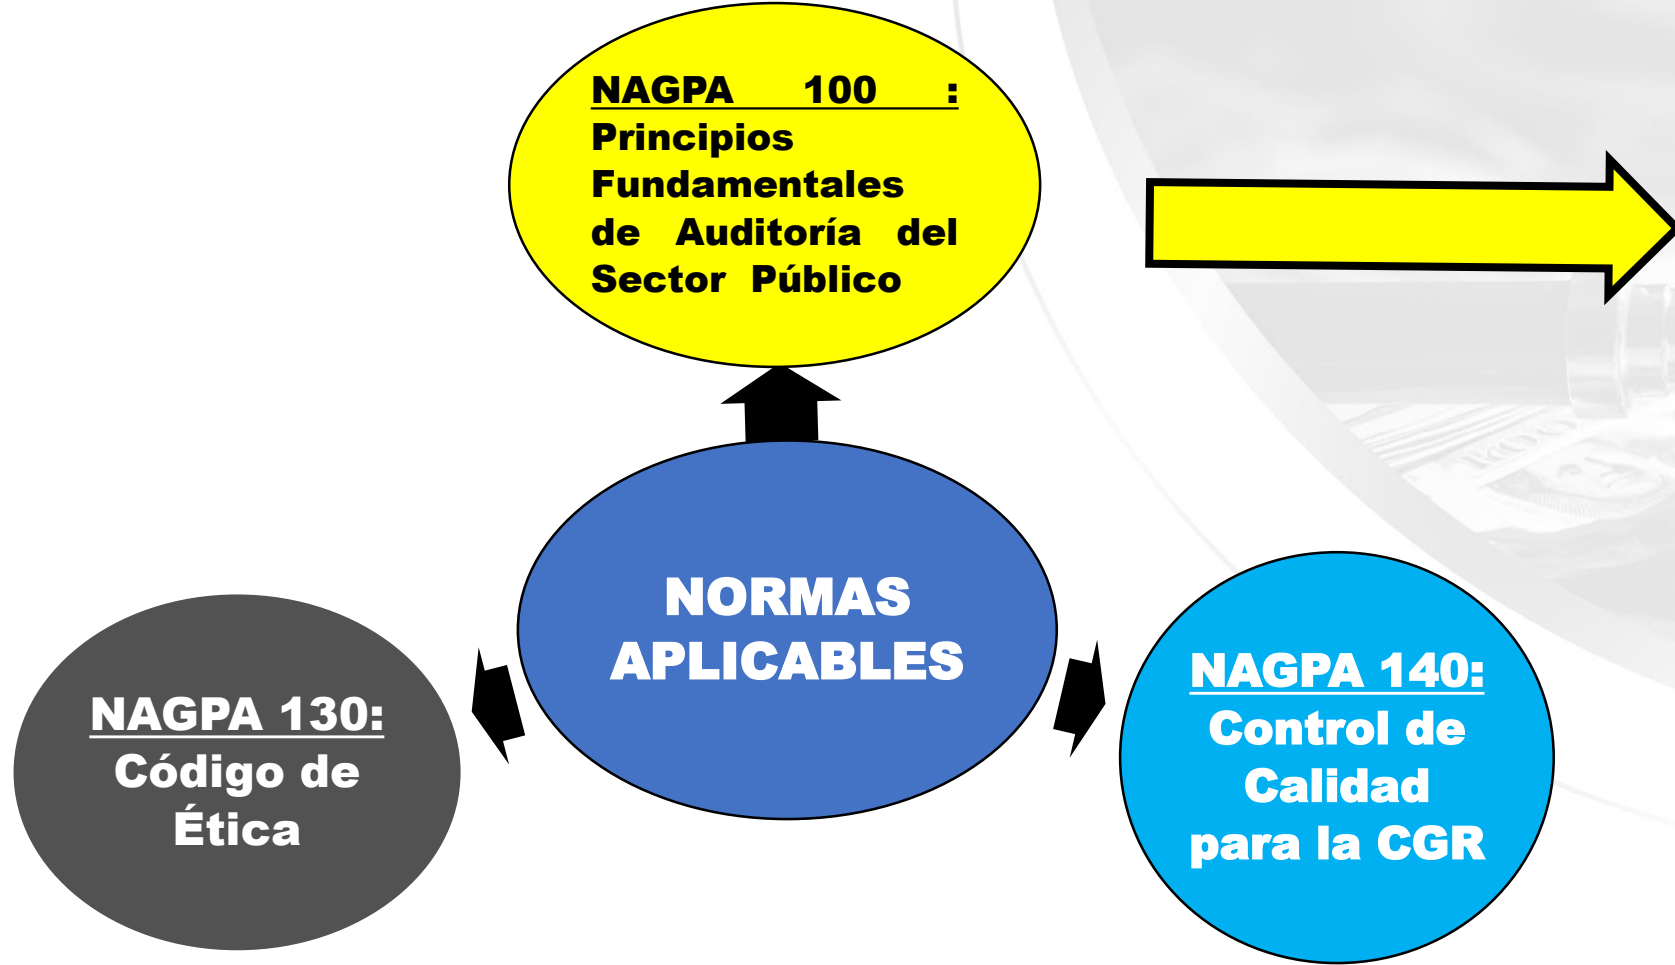 NAGPA 100 :
Principios
Fundamentales
de Auditoría del
Sector Público
NORMAS
APLICABLES
NAGPA 130:
Código de
Ética
NAGPA 140:
Control de
Calidad
para la CGR